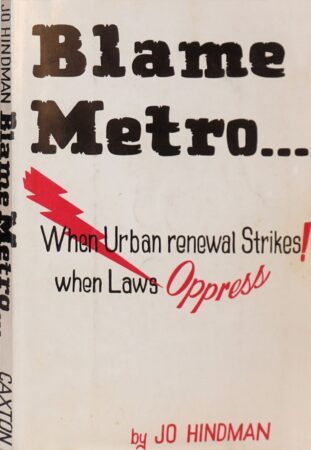 JO HINDMAN Blame Metro... CAXTON
Blame
Metro...
When Urban renewal Strikes!
when Laws Oppress
by JO HINDMAN